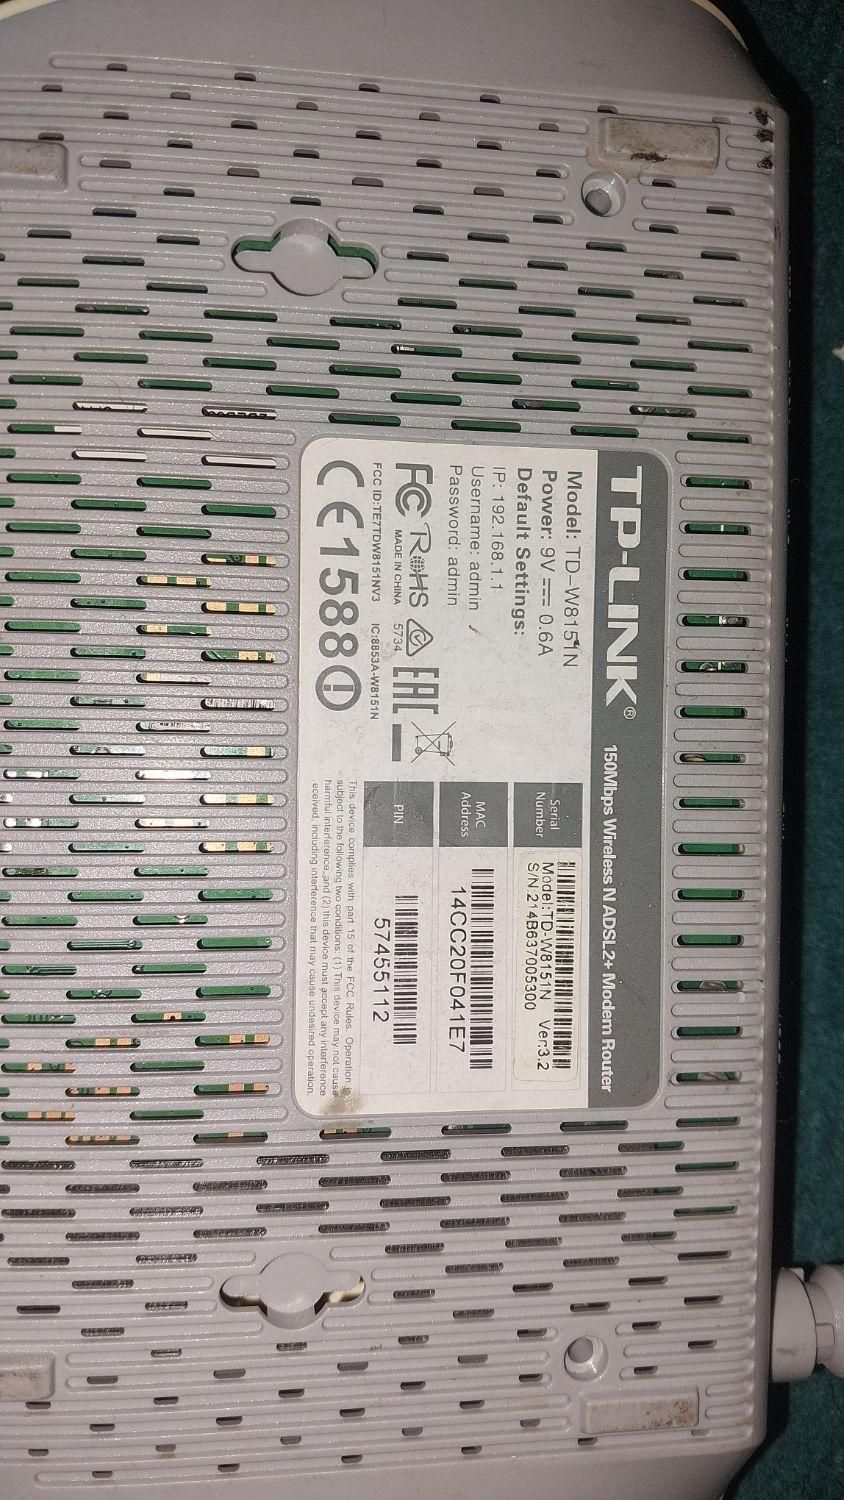 TP-LINK®
150Mbps Wireless N ADSL2+ Modem Router
Model: TD-W8151N
Power: 9V ⎓ 0.6A
Default Settings:
IP: 192.168.1.1
Username: admin
Password: admin
FC RoHS 5734 EAC
MADE IN CHINA
FCC ID:TE7TDW8151NV3 IC:8853A-W8151N
CE1588
Serial Number
Model:TD-W8151N Ver:3.2
S/N:214B637005300
MAC Address
14CC20F041E7
PIN
57455112
This device complies with part 15 of the FCC Rules. Operation is
subject to the following two conditions: (1) This device may not cause
harmful interference,and (2) this device must accept any interference
received, including interference that may cause undesired operation.